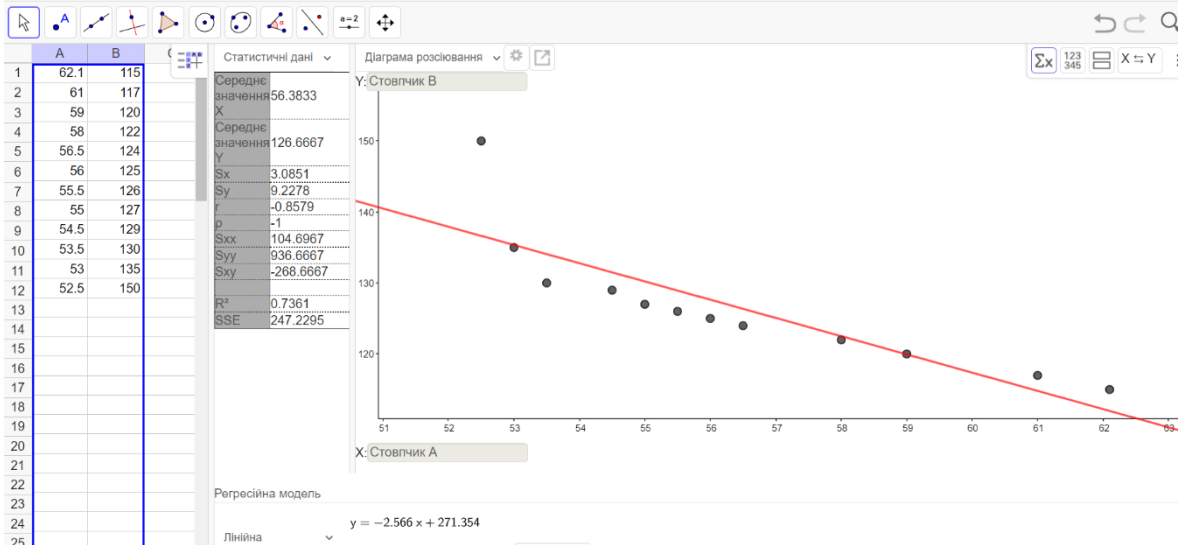 A
a=2
A B C
Статистичні дані
Діаграма розсіювання
Σx 123 345 X ⇆ Y
Y: Стовпчик B
1 62.1 115
2 61 117
3 59 120
4 58 122
5 56.5 124
6 56 125
7 55.5 126
8 55 127
9 54.5 129
10 53.5 130
11 53 135
12 52.5 150
13
14
15
16
17
18
19
20
21
22
23
24
25
Середнє значення X 56.3833
Середнє значення Y 126.6667
Sx 3.0851
Sy 9.2278
r -0.8579
ρ -1
Sxx 104.6967
Syy 936.6667
Sxy -268.6667
R² 0.7361
SSE 247.2295
150
140
130
120
51 52 53 54 55 56 57 58 59 60 61 62 63
X: Стовпчик A
Регресійна модель
y = −2.566 x + 271.354
Лінійна